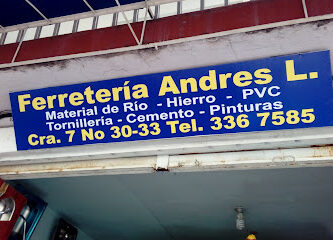 Ferretería Andres L.
Material de Río - Hierro - PVC
Tornillería - Cemento - Pinturas
Cra. 7 No 30-33 Tel. 336 7585